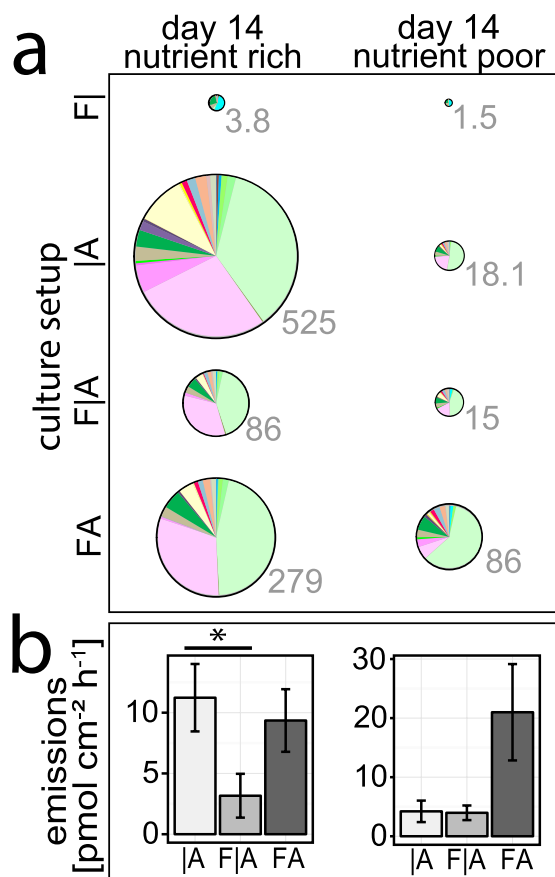 a
day 14
nutrient rich
day 14
nutrient poor
culture setup
F|
3.8
1.5
|A
525
18.1
F|A
86
15
FA
279
86
b
emissions
[pmol cm⁻² h⁻¹]
*
10
5
0
|A F|A FA
30
20
10
0
|A F|A FA